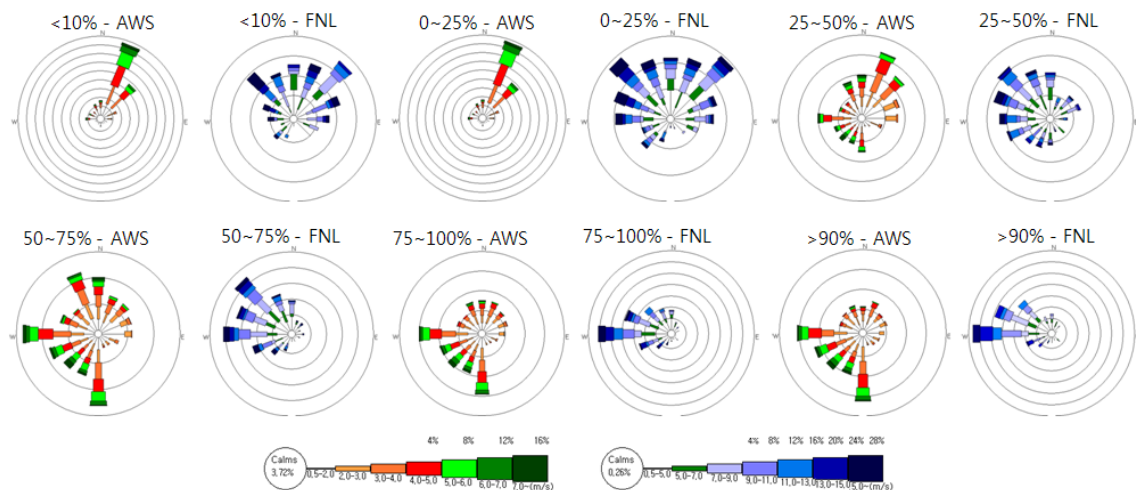 <10% - AWS
<10% - FNL
0~25% - AWS
0~25% - FNL
25~50% - AWS
25~50% - FNL
N
N
N
N
N
N
W
E
W
E
W
E
W
E
W
E
W
E
50~75% - AWS
50~75% - FNL
75~100% - AWS
75~100% - FNL
>90% - AWS
>90% - FNL
N
N
N
N
N
N
W
E
W
E
W
E
W
E
W
E
W
E
4% 8% 12% 16%
Calms
3,72%
0,5-2,0 2,0-3,0 3,0-4,0 4,0-5,0 5,0-6,0 6,0-7,0 7,0~(m/s)
4% 8% 12% 16% 20% 24% 28%
Calms
0,26%
0,5-5,0 5,0-7,0 7,0-9,0 9,0-11,0 11,0-13,0 13,0-15,0 5,0~(m/s)